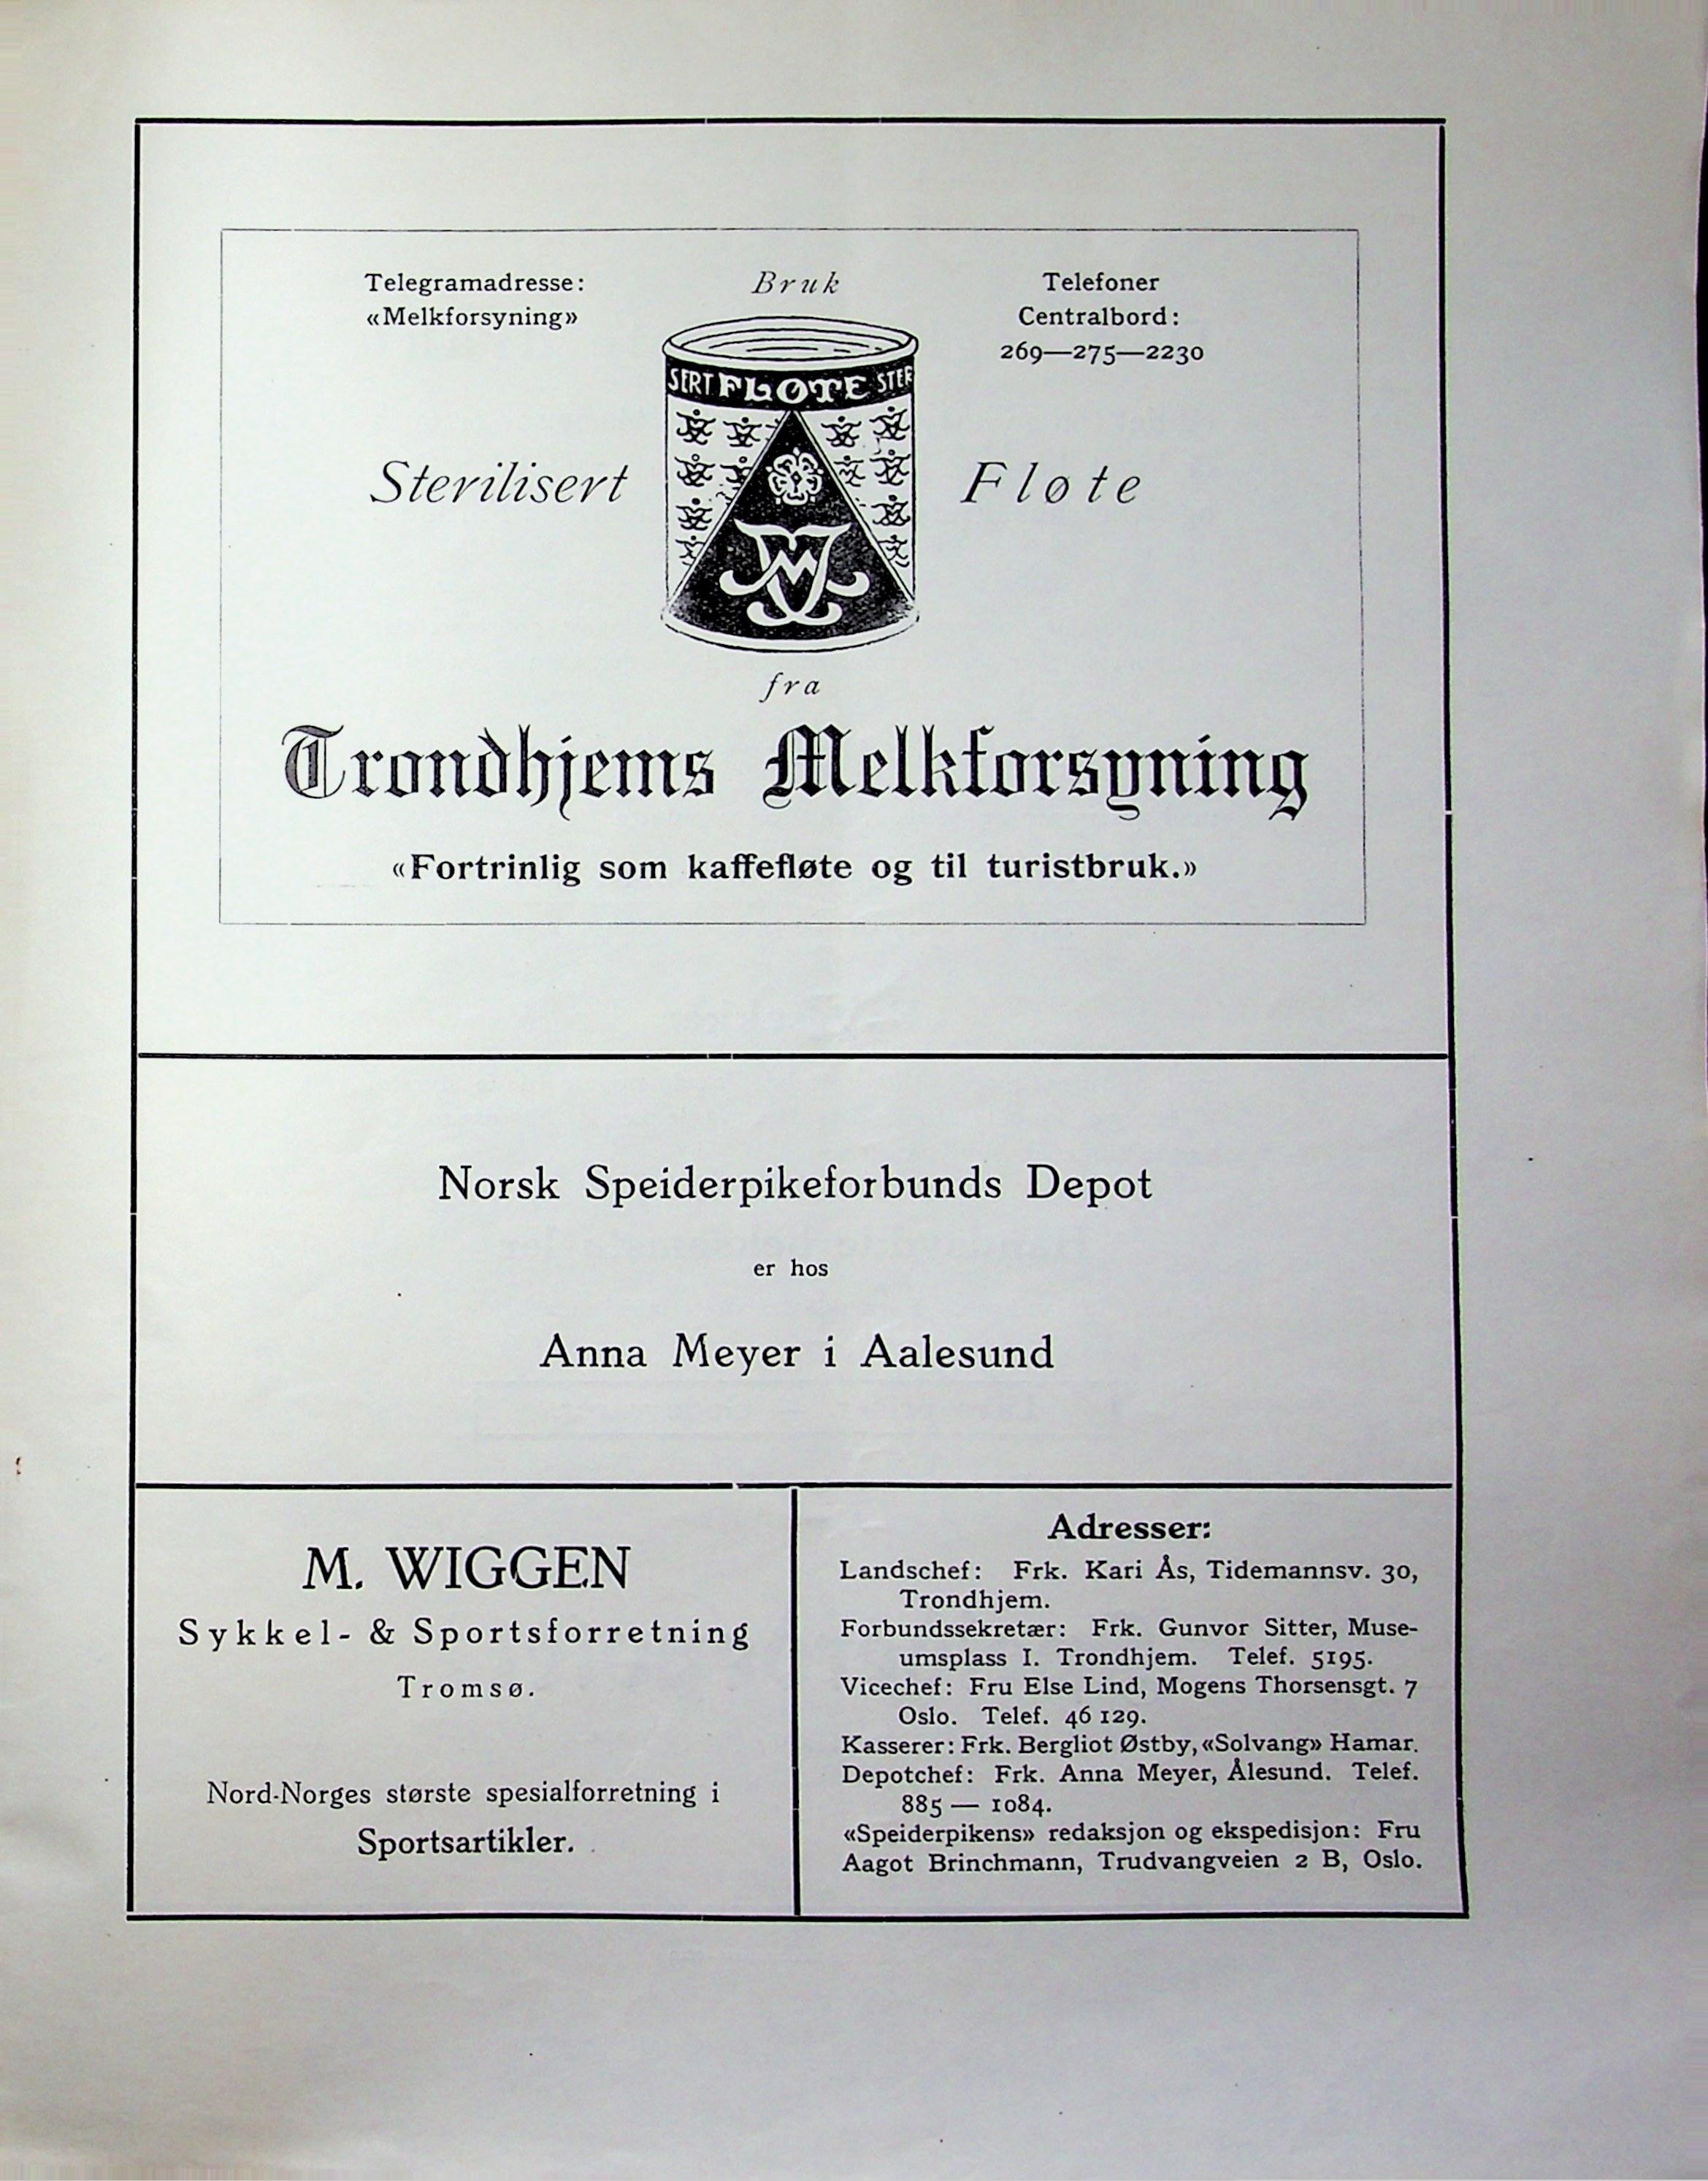 Telegramadresse:
«Melkforsyning»
Bruk
Telefoner
Centralbord:
269—275—2230
SERT FLØTE STER
Sterilisert
Fløte
fra
Trondhjems Melkforsyning
«Fortrinlig som kaffefløte og til turistbruk.»
Norsk Speiderpikeforbunds Depot
er hos
Anna Meyer i Aalesund
M. WIGGEN
Sykkel- & Sportsforretning
Tromsø.
Nord-Norges største spesialforretning i
Sportsartikler.
Adresser:
Landschef: Frk. Kari Ås, Tidemannsv. 30,
Trondhjem.
Forbundssekretær: Frk. Gunvor Sitter, Muse-
umsplass I. Trondhjem. Telef. 5195.
Vicechef: Fru Else Lind, Mogens Thorsensgt. 7
Oslo. Telef. 46 129.
Kasserer: Frk. Bergliot Østby, «Solvang» Hamar.
Depotchef: Frk. Anna Meyer, Ålesund. Telef.
885 — 1084.
«Speiderpikens» redaksjon og ekspedisjon: Fru
Aagot Brinchmann, Trudvangveien 2 B, Oslo.